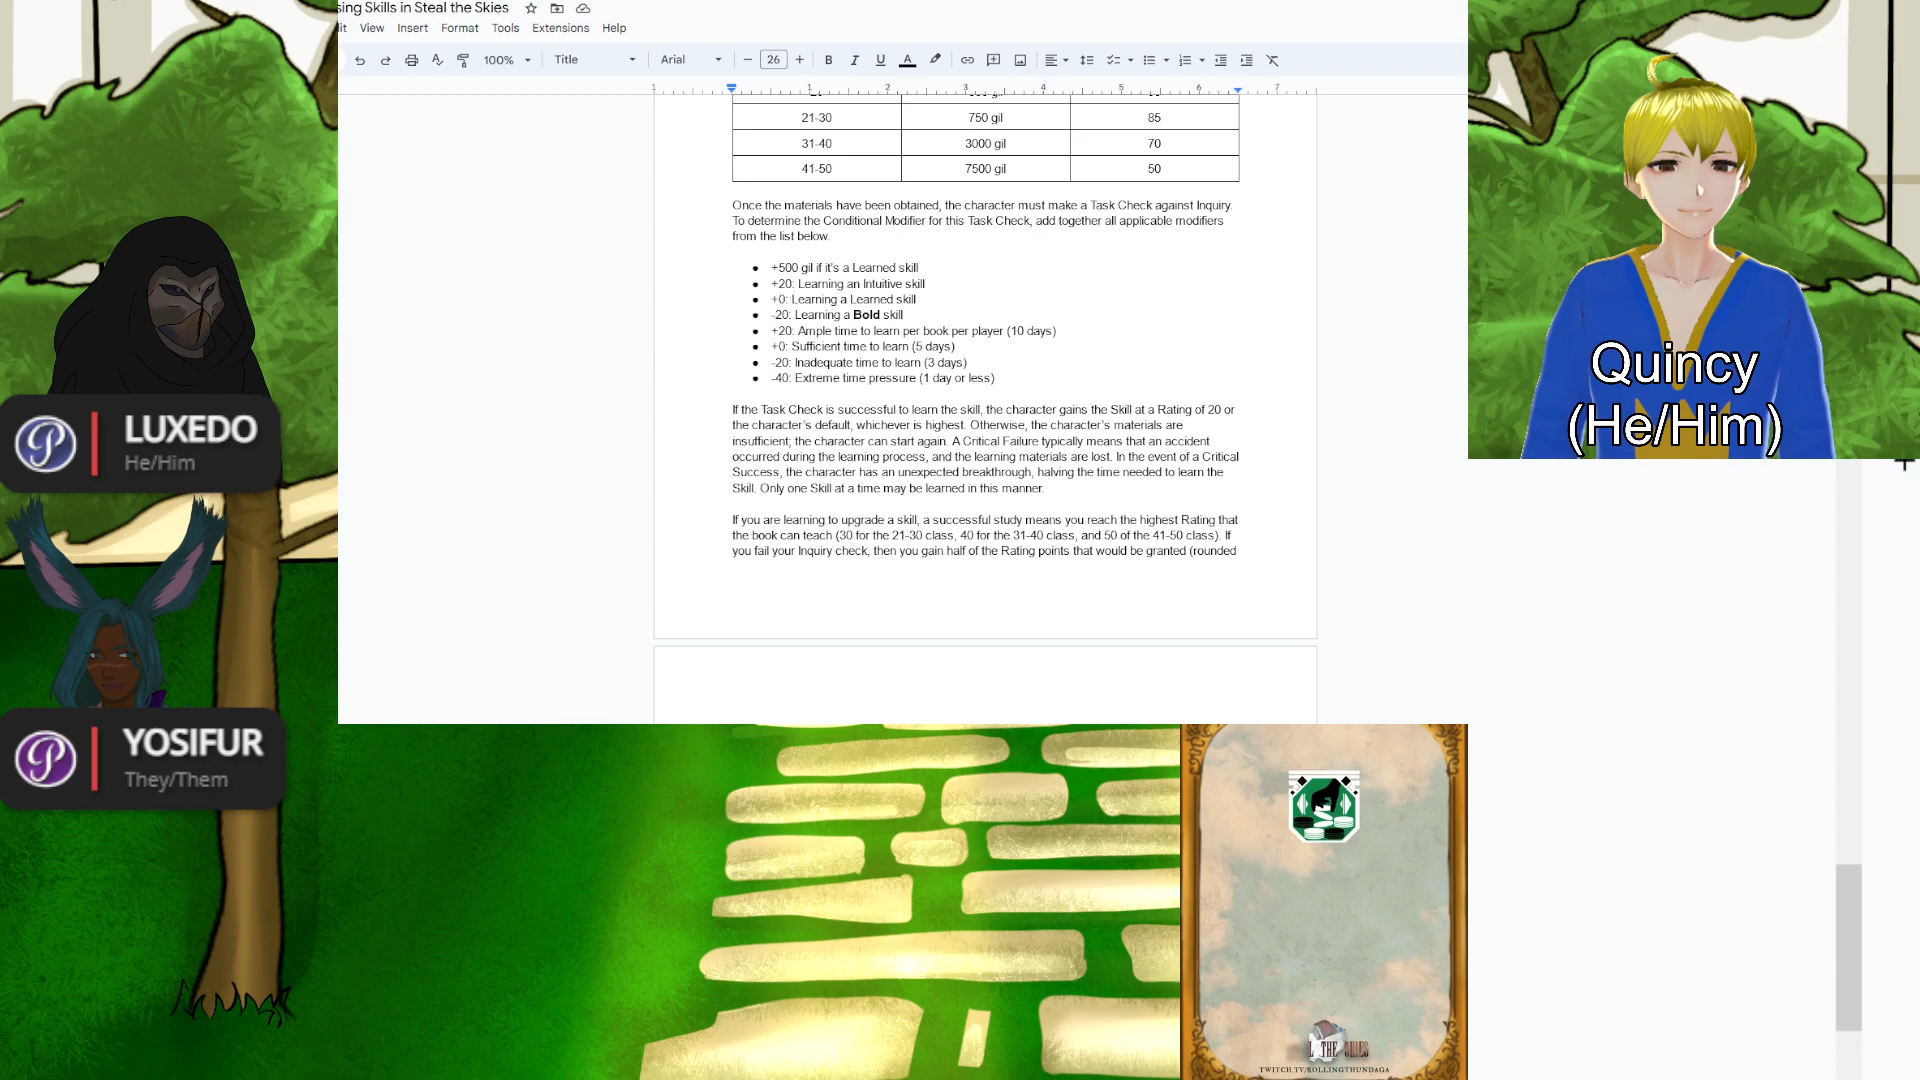 sing Skills in Steal the Skies
it View Insert Format Tools Extensions Help
100% Title Arial 26
1 1 2 3 4 5 6 7
21-30 750 gil 85
31-40 3000 gil 70
41-50 7500 gil 50
Once the materials have been obtained, the character must make a Task Check against Inquiry.
To determine the Conditional Modifier for this Task Check, add together all applicable modifiers
from the list below.
● +500 gil if it's a Learned skill
● +20: Learning an Intuitive skill
● +0: Learning a Learned skill
● -20: Learning a Bold skill
● +20: Ample time to learn per book per player (10 days)
● +0: Sufficient time to learn (5 days)
● -20: Inadequate time to learn (3 days)
● -40: Extreme time pressure (1 day or less)
If the Task Check is successful to learn the skill, the character gains the Skill at a Rating of 20 or
the character's default, whichever is highest. Otherwise, the character's materials are
insufficient; the character can start again. A Critical Failure typically means that an accident
occurred during the learning process, and the learning materials are lost. In the event of a Critical
Success, the character has an unexpected breakthrough, halving the time needed to learn the
Skill. Only one Skill at a time may be learned in this manner.
If you are learning to upgrade a skill, a successful study means you reach the highest Rating that
the book can teach (30 for the 21-30 class, 40 for the 31-40 class, and 50 of the 41-50 class). If
you fail your Inquiry check, then you gain half of the Rating points that would be granted (rounded
LUXEDO
He/Him
YOSIFUR
They/Them
Quincy
(He/Him)
THE SKIES
TWITCH.TV/ROLLINGTHUNDAGA